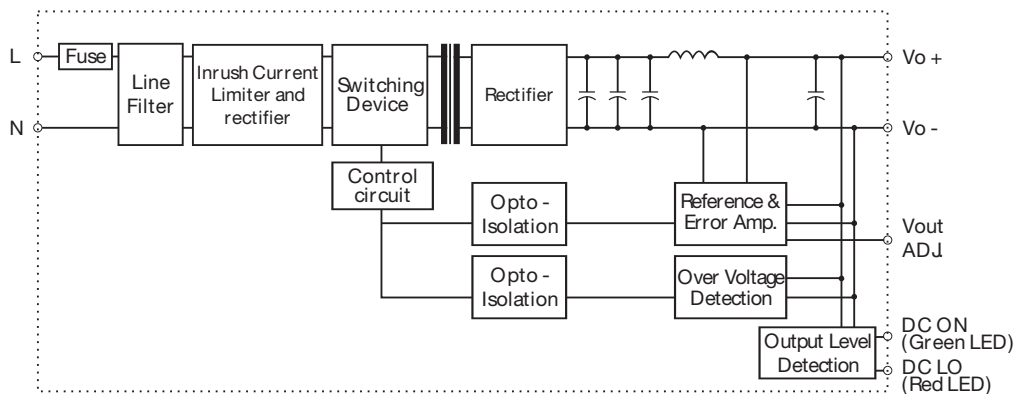 L
Fuse
Vo +
Line
Filter
Inrush Current
Limiter and
rectifier
Switching
Device
Rectifier
N
Vo -
Control
circuit
Opto -
Isolation
Reference &
Error Amp.
Vout
ADJ.
Opto -
Isolation
Over Voltage
Detection
Output Level
Detection
DC ON
(Green LED)
DC LO
(Red LED)